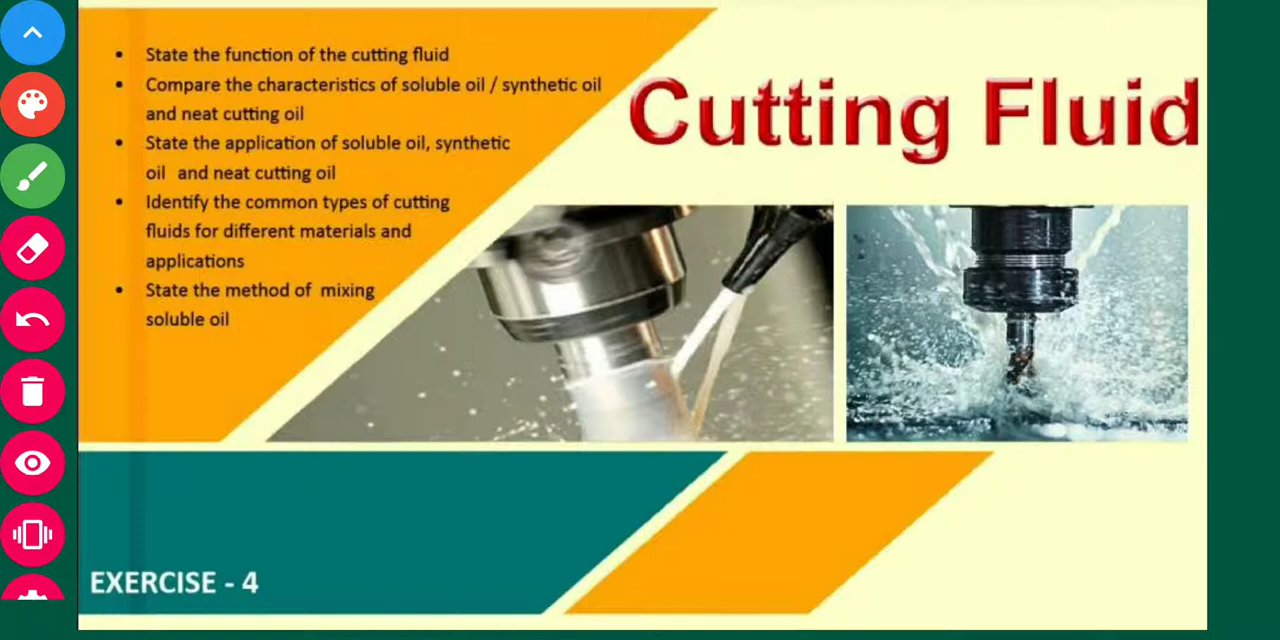 • State the function of the cutting fluid
• Compare the characteristics of soluble oil / synthetic oil
and neat cutting oil
• State the application of soluble oil, synthetic
oil and neat cutting oil
• Identify the common types of cutting
fluids for different materials and
applications
• State the method of mixing
soluble oil
Cutting Fluid
EXERCISE - 4